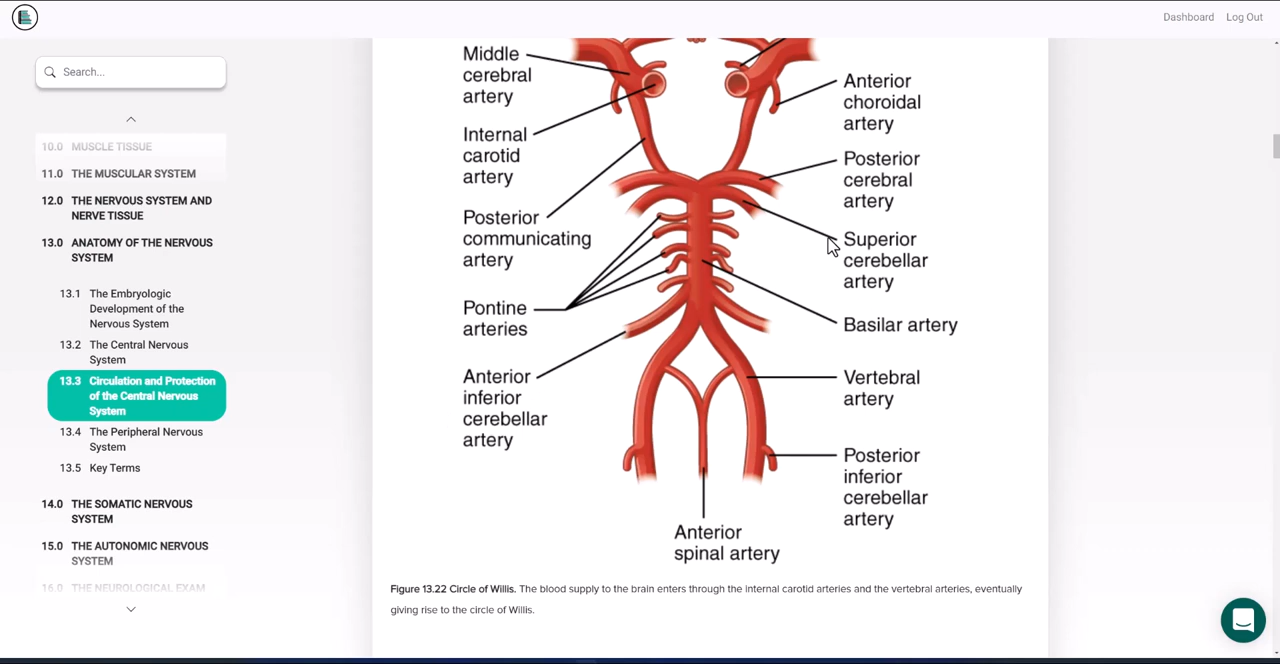 Dashboard Log Out
Search...
10.0 MUSCLE TISSUE
11.0 THE MUSCULAR SYSTEM
12.0 THE NERVOUS SYSTEM AND
NERVE TISSUE
13.0 ANATOMY OF THE NERVOUS
SYSTEM
13.1 The Embryologic
Development of the
Nervous System
13.2 The Central Nervous
System
13.3 Circulation and Protection
of the Central Nervous
System
13.4 The Peripheral Nervous
System
13.5 Key Terms
14.0 THE SOMATIC NERVOUS
SYSTEM
15.0 THE AUTONOMIC NERVOUS
SYSTEM
16.0 THE NEUROLOGICAL EXAM
Middle
cerebral
artery
Internal
carotid
artery
Posterior
communicating
artery
Pontine
arteries
Anterior
inferior
cerebellar
artery
Anterior
choroidal
artery
Posterior
cerebral
artery
Superior
cerebellar
artery
Basilar artery
Vertebral
artery
Posterior
inferior
cerebellar
artery
Anterior
spinal artery
Figure 13.22 Circle of Willis. The blood supply to the brain enters through the internal carotid arteries and the vertebral arteries, eventually
giving rise to the circle of Willis.